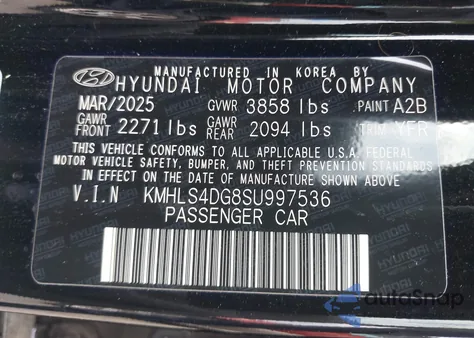 MANUFACTURED IN KOREA BY
HYUNDAI MOTOR COMPANY
MAR/2025 GVWR 3858 lbs PAINT A2B
GAWR FRONT 2271 lbs GAWR REAR 2094 lbs TRIM YFR
THIS VEHICLE CONFORMS TO ALL APPLICABLE U.S.A FEDERAL
MOTOR VEHICLE SAFETY, BUMPER, AND THEFT PREVENTION STANDARDS
IN EFFECT ON THE DATE OF MANUFACTURE SHOWN ABOVE.
V.I.N KMHLS4DG8SU997536
PASSENGER CAR
autoSnap